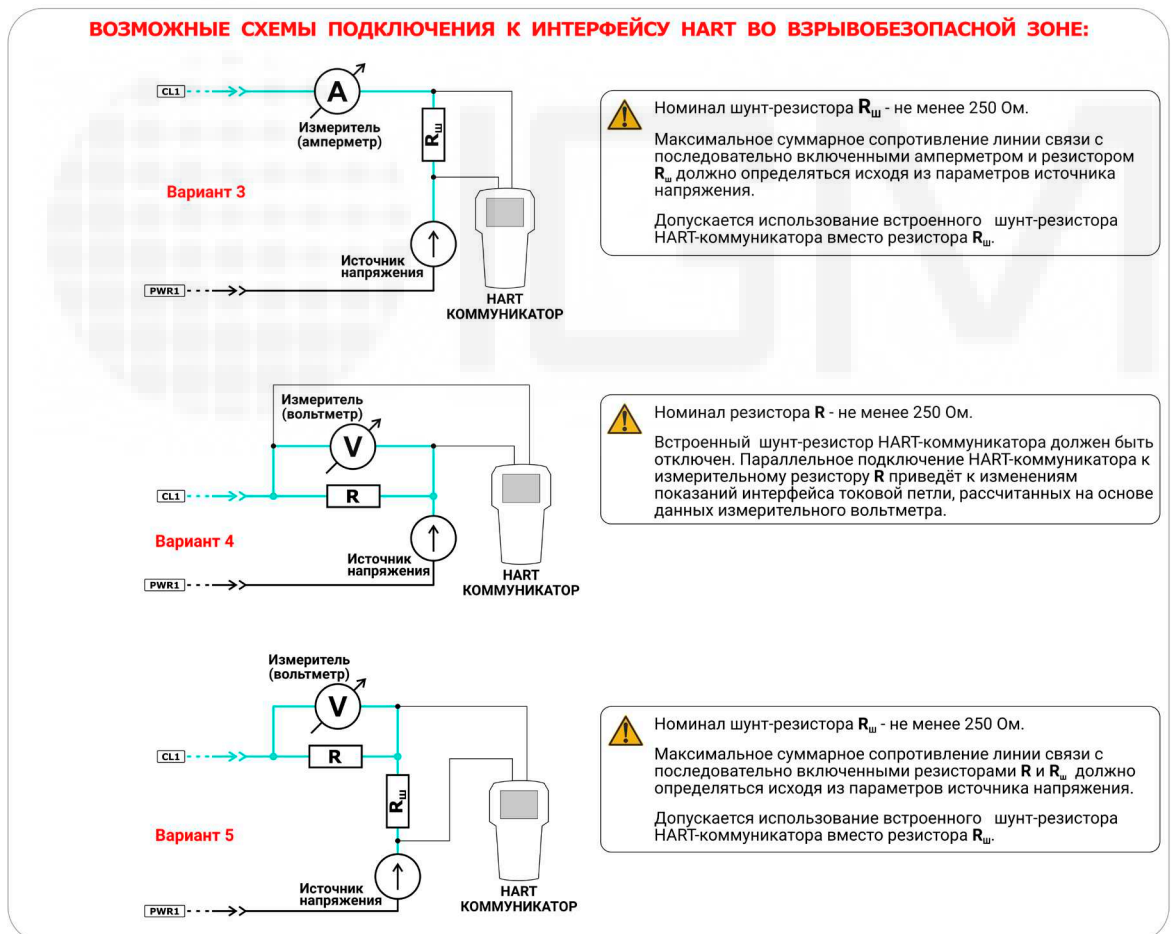 ВОЗМОЖНЫЕ СХЕМЫ ПОДКЛЮЧЕНИЯ К ИНТЕРФЕЙСУ HART ВО ВЗРЫВОБЕЗОПАСНОЙ ЗОНЕ:
CL1
A
Измеритель
(амперметр)
Rш
Вариант 3
Источник
напряжения
PWR1
HART
КОММУНИКАТОР
Номинал шунт-резистора Rш - не менее 250 Ом.
Максимальное суммарное сопротивление линии связи с
последовательно включенными амперметром и резистором
Rш должно определяться исходя из параметров источника
напряжения.
Допускается использование встроенного шунт-резистора
HART-коммуникатора вместо резистора Rш.
Измеритель
(вольтметр)
V
CL1
R
Вариант 4
Источник
напряжения
PWR1
HART
КОММУНИКАТОР
Номинал резистора R - не менее 250 Ом.
Встроенный шунт-резистор HART-коммуникатора должен быть
отключен. Параллельное подключение HART-коммуникатора к
измерительному резистору R приведёт к изменениям
показаний интерфейса токовой петли, рассчитанных на основе
данных измерительного вольтметра.
Измеритель
(вольтметр)
V
CL1
R
Rш
Вариант 5
Источник
напряжения
PWR1
HART
КОММУНИКАТОР
Номинал шунт-резистора Rш - не менее 250 Ом.
Максимальное суммарное сопротивление линии связи с
последовательно включенными резисторами R и Rш должно
определяться исходя из параметров источника напряжения.
Допускается использование встроенного шунт-резистора
HART-коммуникатора вместо резистора Rш.
IGM